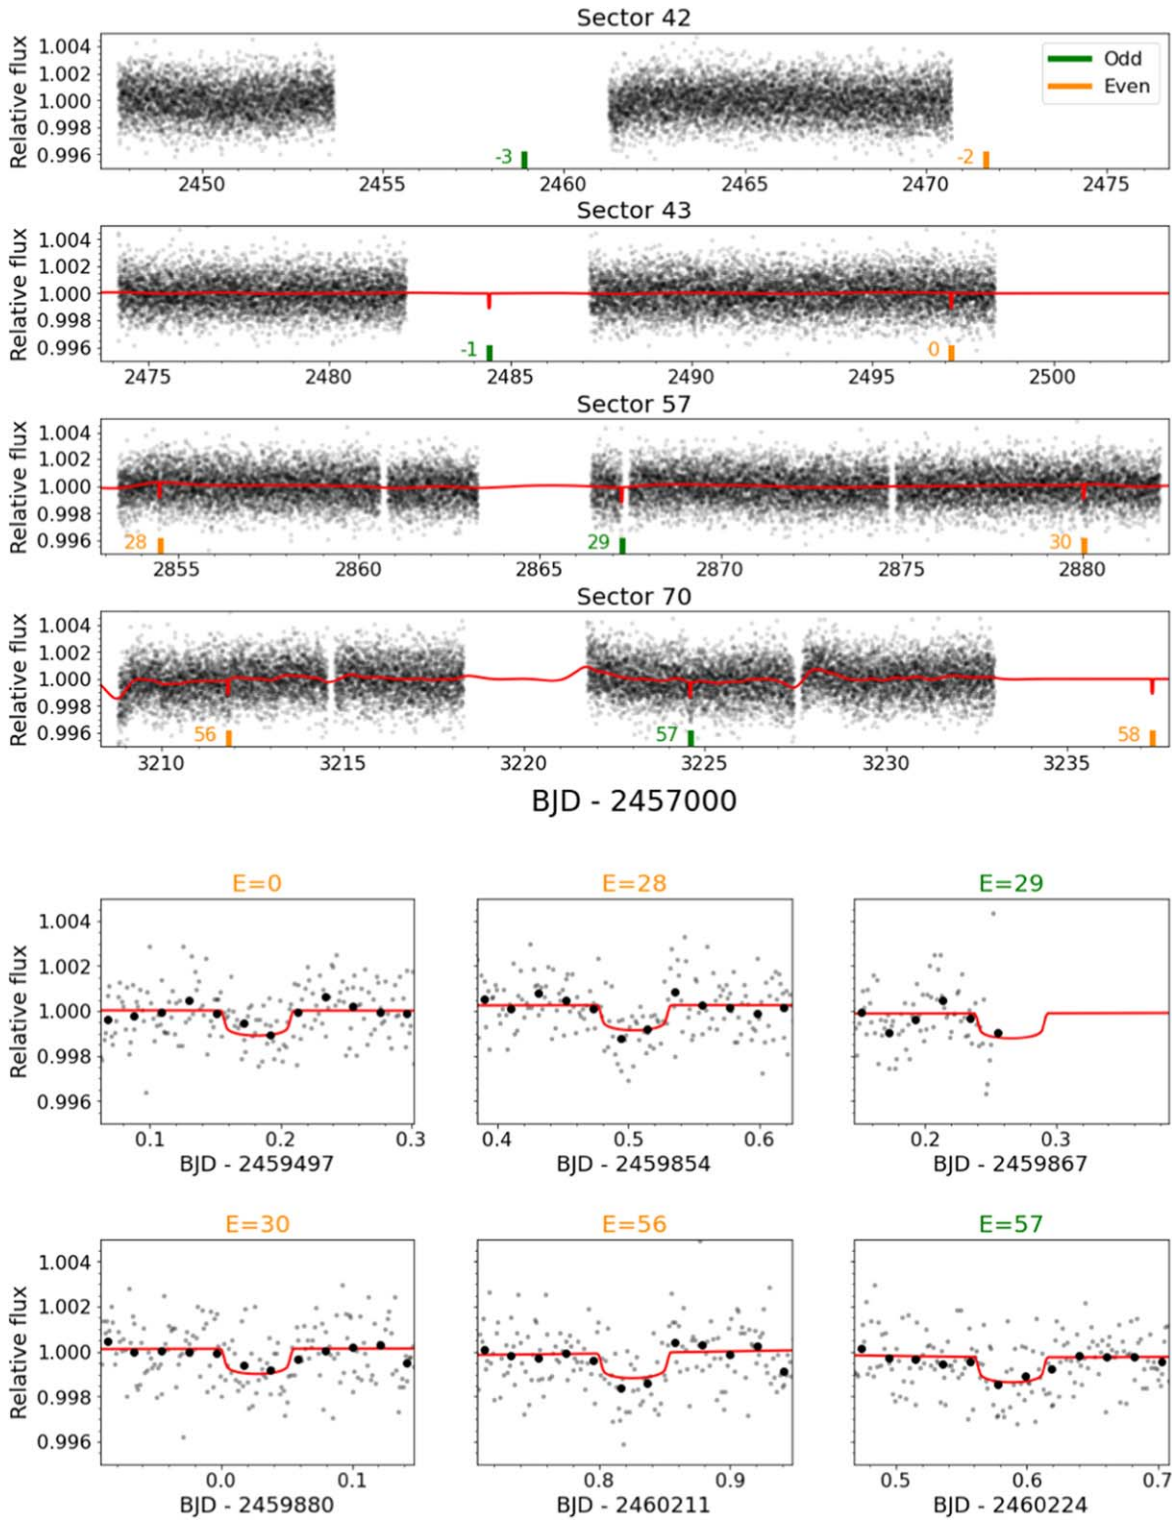 Sector 42
Relative flux
1.004
1.002
1.000
0.998
0.996
Odd
Even
-3
-2
2450 2455 2460 2465 2470 2475
Sector 43
Relative flux
1.004
1.002
1.000
0.998
0.996
-1
0
2475 2480 2485 2490 2495 2500
Sector 57
Relative flux
1.004
1.002
1.000
0.998
0.996
28
29
30
2855 2860 2865 2870 2875 2880
Sector 70
Relative flux
1.004
1.002
1.000
0.998
0.996
56
57
58
3210 3215 3220 3225 3230 3235
BJD - 2457000
E=0 E=28 E=29
Relative flux
1.004
1.002
1.000
0.998
0.996
0.1 0.2 0.3 0.4 0.5 0.6 0.2 0.3
BJD - 2459497 BJD - 2459854 BJD - 2459867
E=30 E=56 E=57
Relative flux
1.004
1.002
1.000
0.998
0.996
0.0 0.1 0.8 0.9 0.5 0.6 0.7
BJD - 2459880 BJD - 2460211 BJD - 2460224